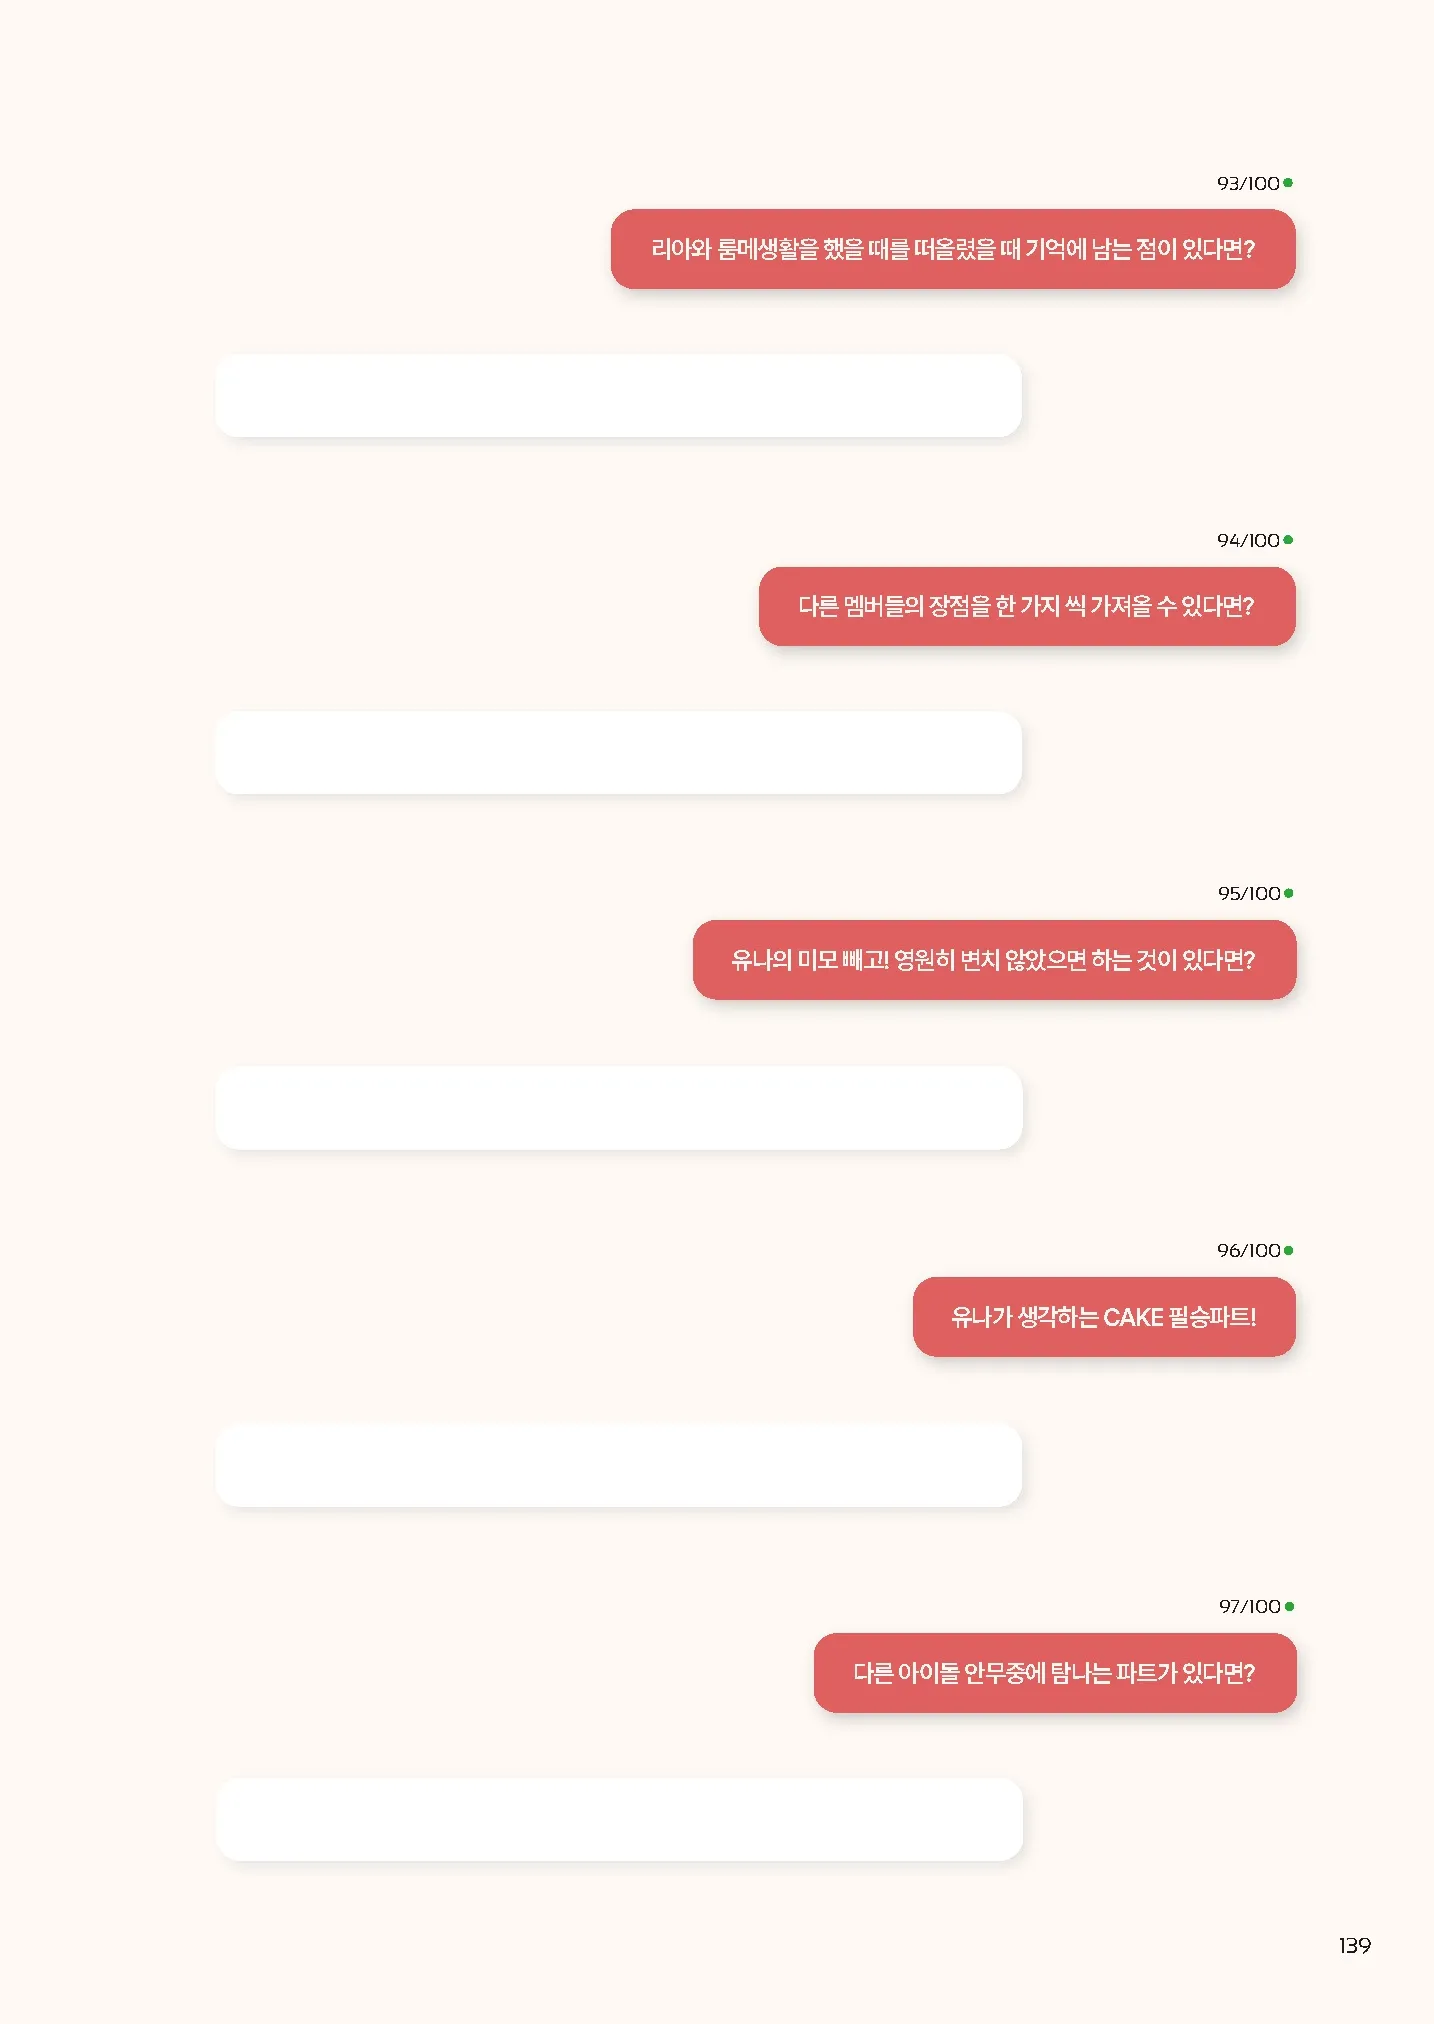 93/100
리아와 룸메생활을 했을 때를 떠올렸을 때 기억에 남는 점이 있다면?
94/100
다른 멤버들의 장점을 한 가지 씩 가져올 수 있다면?
95/100
유나의 미모 빼고! 영원히 변치 않았으면 하는 것이 있다면?
96/100
유나가 생각하는 CAKE 필승파트!
97/100
다른 아이돌 안무중에 탐나는 파트가 있다면?
139